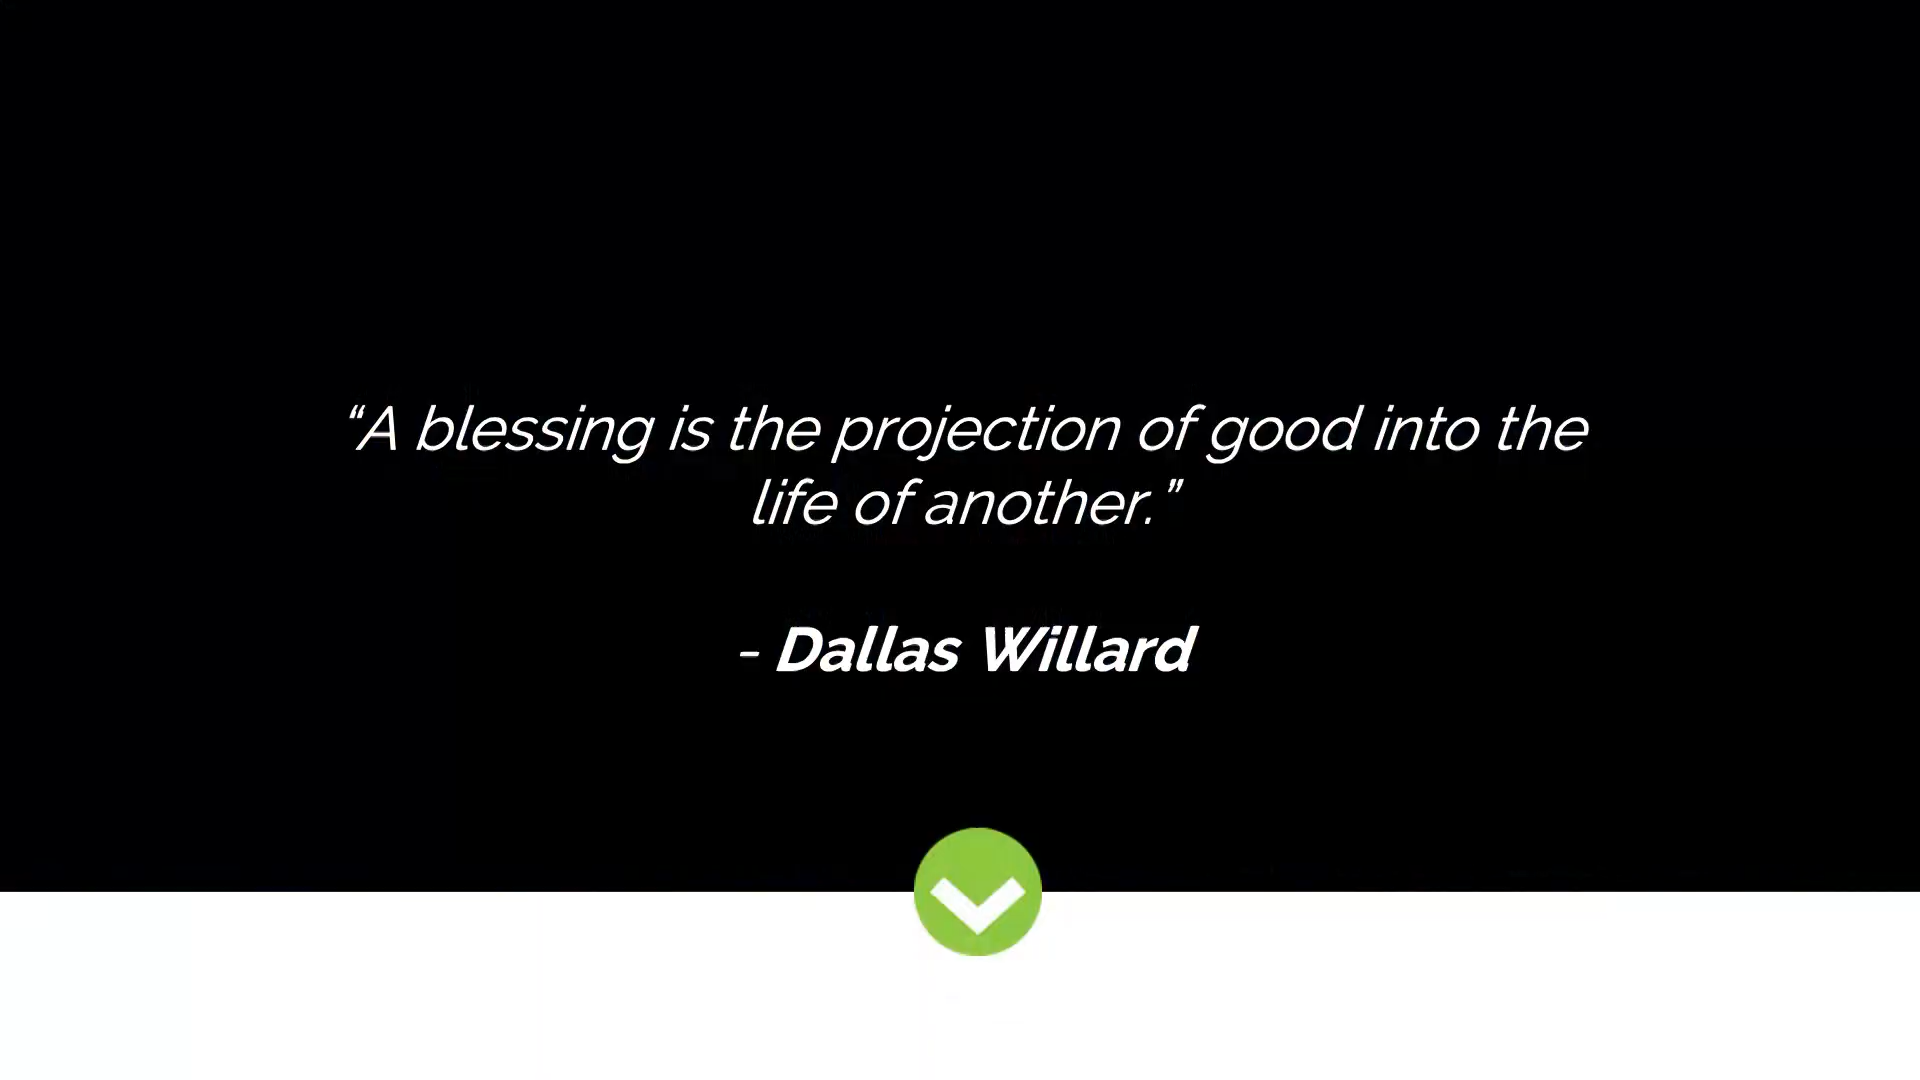 “A blessing is the projection of good into the
life of another.”
- Dallas Willard